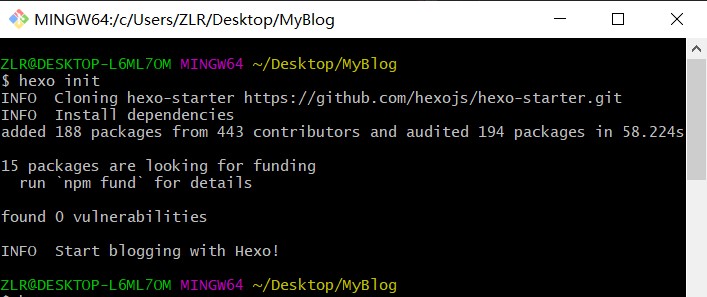 MINGW64:/c/Users/ZLR/Desktop/MyBlog
ZLR@DESKTOP-L6ML7OM MINGW64 ~/Desktop/MyBlog
$ hexo init
INFO  Cloning hexo-starter https://github.com/hexojs/hexo-starter.git
INFO  Install dependencies
added 188 packages from 443 contributors and audited 194 packages in 58.224s
15 packages are looking for funding
  run `npm fund` for details
found 0 vulnerabilities
INFO  Start blogging with Hexo!
ZLR@DESKTOP-L6ML7OM MINGW64 ~/Desktop/MyBlog